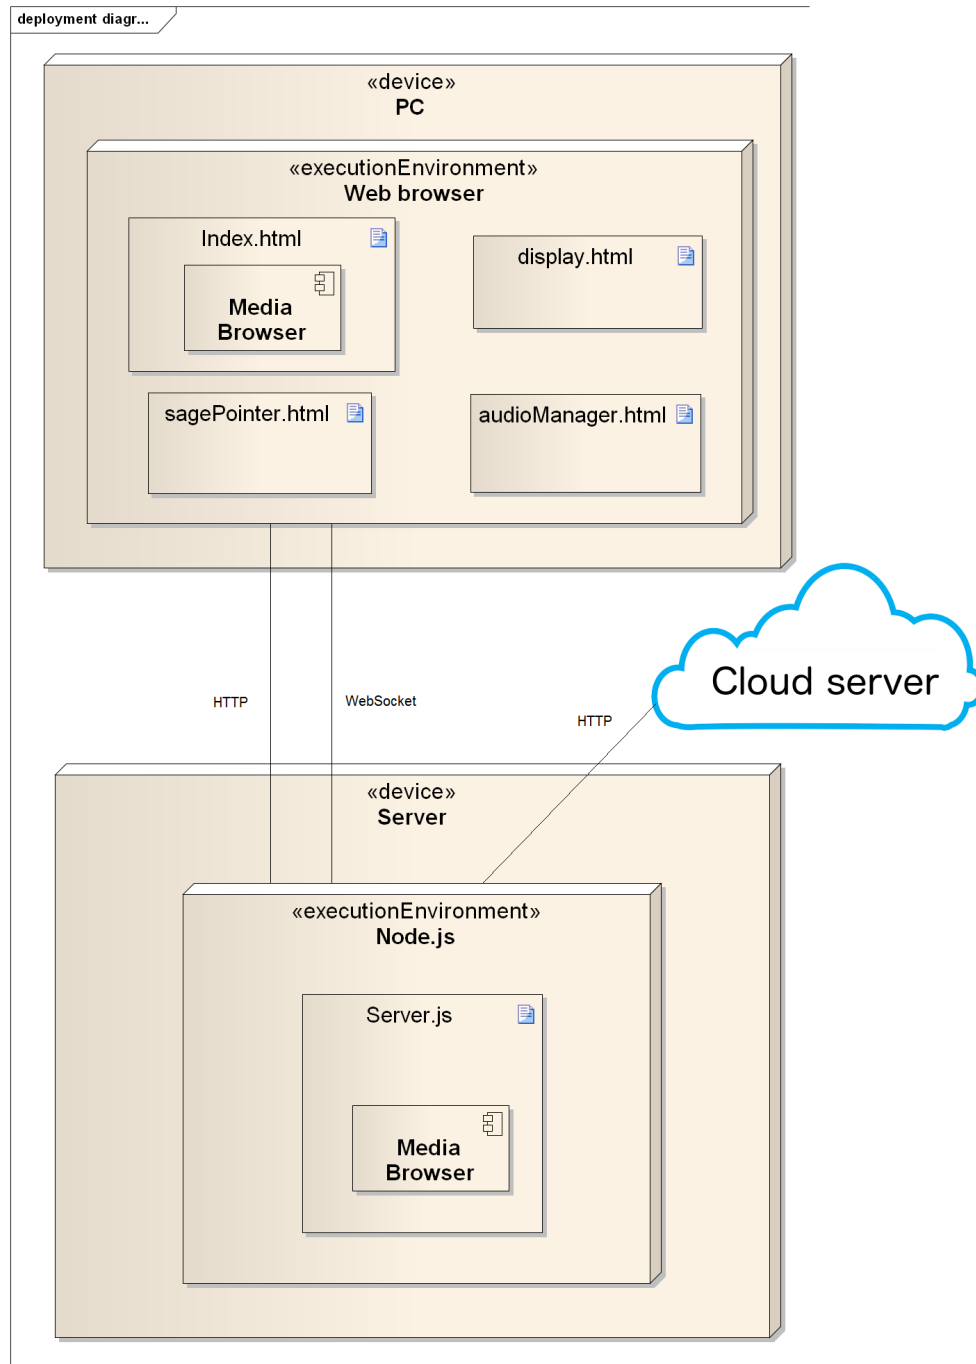 deployment diagr...
«device»
PC
«executionEnvironment»
Web browser
Index.html
Media
Browser
display.html
sagePointer.html
audioManager.html
HTTP
WebSocket
HTTP
Cloud server
«device»
Server
«executionEnvironment»
Node.js
Server.js
Media
Browser